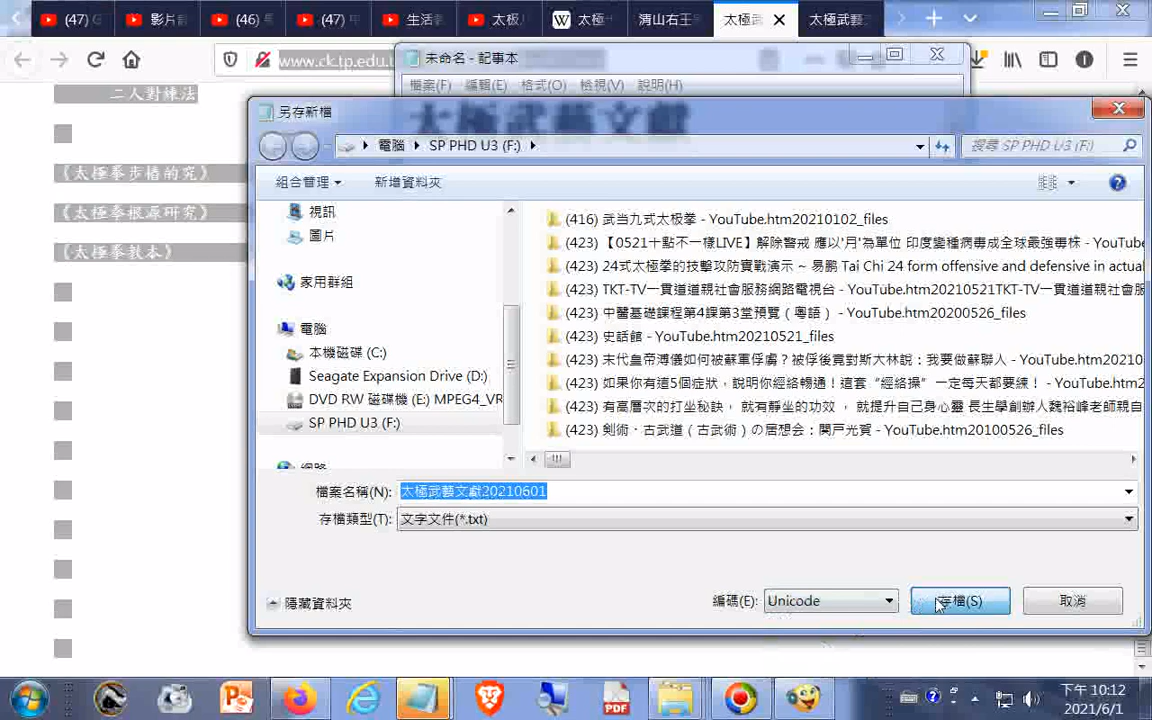 (47) G
影片
(46)
(47)
生活
太极
太極
清山右王
太極武
太極武藝
www.ck.tp.edu.t
未命名 - 記事本
檔案(F) 編輯(E) 格式(O) 檢視(V) 說明(H)
太極武藝文獻
二人對練法
《太極拳步樁的究》
《太極拳根源研究》
《太極拳教本》
另存新檔
電腦 SP PHD U3 (F:)
搜尋 SP PHD U3 (F:)
組合管理 新增資料夾
視訊
圖片
家用群組
電腦
本機磁碟 (C:)
Seagate Expansion Drive (D:)
DVD RW 磁碟機 (E:) MPEG4_VR
SP PHD U3 (F:)
網路
(416) 武当九式太极拳 - YouTube.htm20210102_files
(423) 【0521十點不一樣LIVE】解除警戒 應以'月'為單位 印度變種病毒成全球最強毒株 - YouTu
(423) 24式太極拳的技擊攻防實戰演示 ~ 易鹏 Tai Chi 24 form offensive and defensive in actua
(423) TKT-TV一貫道道親社會服務網路電視台 - YouTube.htm20210521TKT-TV一貫道道親社會服
(423) 中醫基礎課程第4課第3堂預覽（粵語） - YouTube.htm20200526_files
(423) 史話館 - YouTube.htm20210521_files
(423) 末代皇帝溥儀如何被蘇軍俘虜？被俘後竟對斯大林說：我要做蘇聯人 - YouTube.htm20210
(423) 如果你有這5個症狀，說明你經絡暢通！這套“經絡操”一定每天都要練！ - YouTube.htm2
(423) 有高層次的打坐秘訣， 就有靜坐的功效 ， 就提升自己身心靈 長生學創辦人魏裕峰老師親自
(423) 剣術・古武道（古武術）の居想会：関戸光賀 - YouTube.htm20100526_files
檔案名稱(N): 太極武藝文獻20210601
存檔類型(T): 文字文件(*.txt)
隱藏資料夾
編碼(E): Unicode
存檔(S)
取消
PDF
下午 10:12
2021/6/1